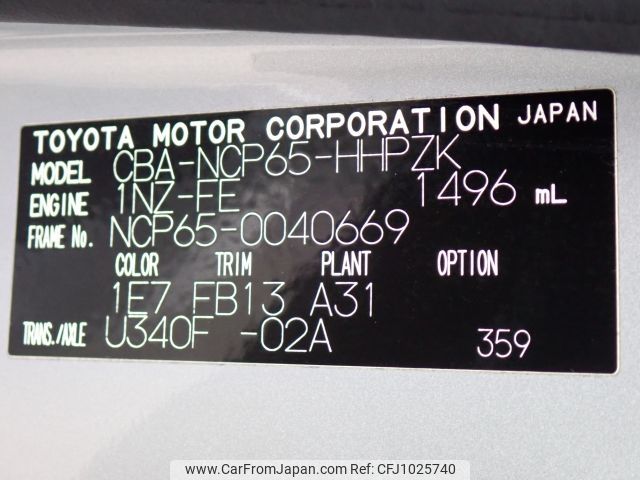 TOYOTA MOTOR CORPORATION JAPAN
MODEL CBA-NCP65-HHPZK
ENGINE 1NZ-FE 1496 mL
FRAME No. NCP65-0040669
COLOR TRIM PLANT OPTION
1E7 FB13 A31
TRANS./AXLE U340F -02A 359
www.carfromjapan.com - ©CarFromJapan - CFJ1025740